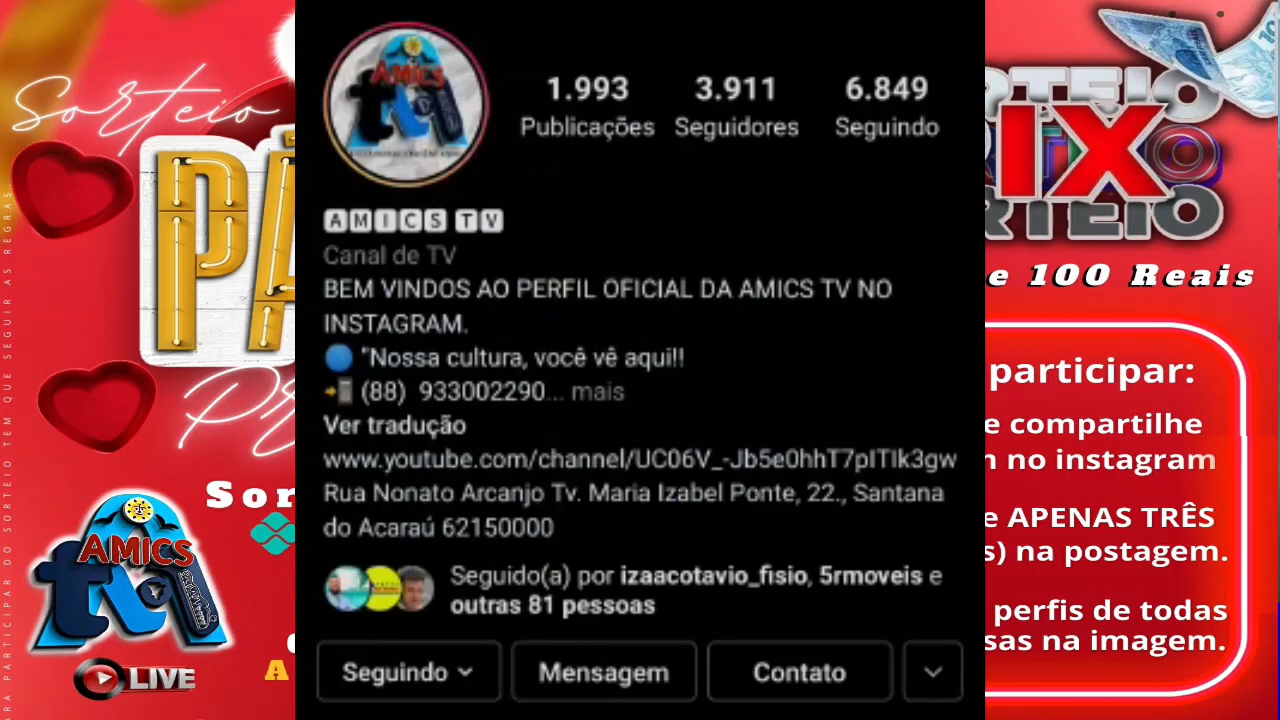 Sorteio
PÁ
AMICS
tv
LIVE
1.993
Publicações
3.911
Seguidores
6.849
Seguindo
AMICS TV
Canal de TV
BEM VINDOS AO PERFIL OFICIAL DA AMICS TV NO
INSTAGRAM.
"Nossa cultura, você vê aqui!!
(88) 933002290... mais
Ver tradução
www.youtube.com/channel/UC06V_-Jb5e0hhT7pITIk3gw
Rua Nonato Arcanjo Tv. Maria Izabel Ponte, 22., Santana
do Acaraú 62150000
Seguido(a) por izaacotavio_fisio, 5rmoveis e
outras 81 pessoas
Seguindo
Mensagem
Contato
IX
e 100 Reais
participar:
e compartilhe
no instagram
e APENAS TRÊS
s) na postagem.
perfis de todas
sas na imagem.